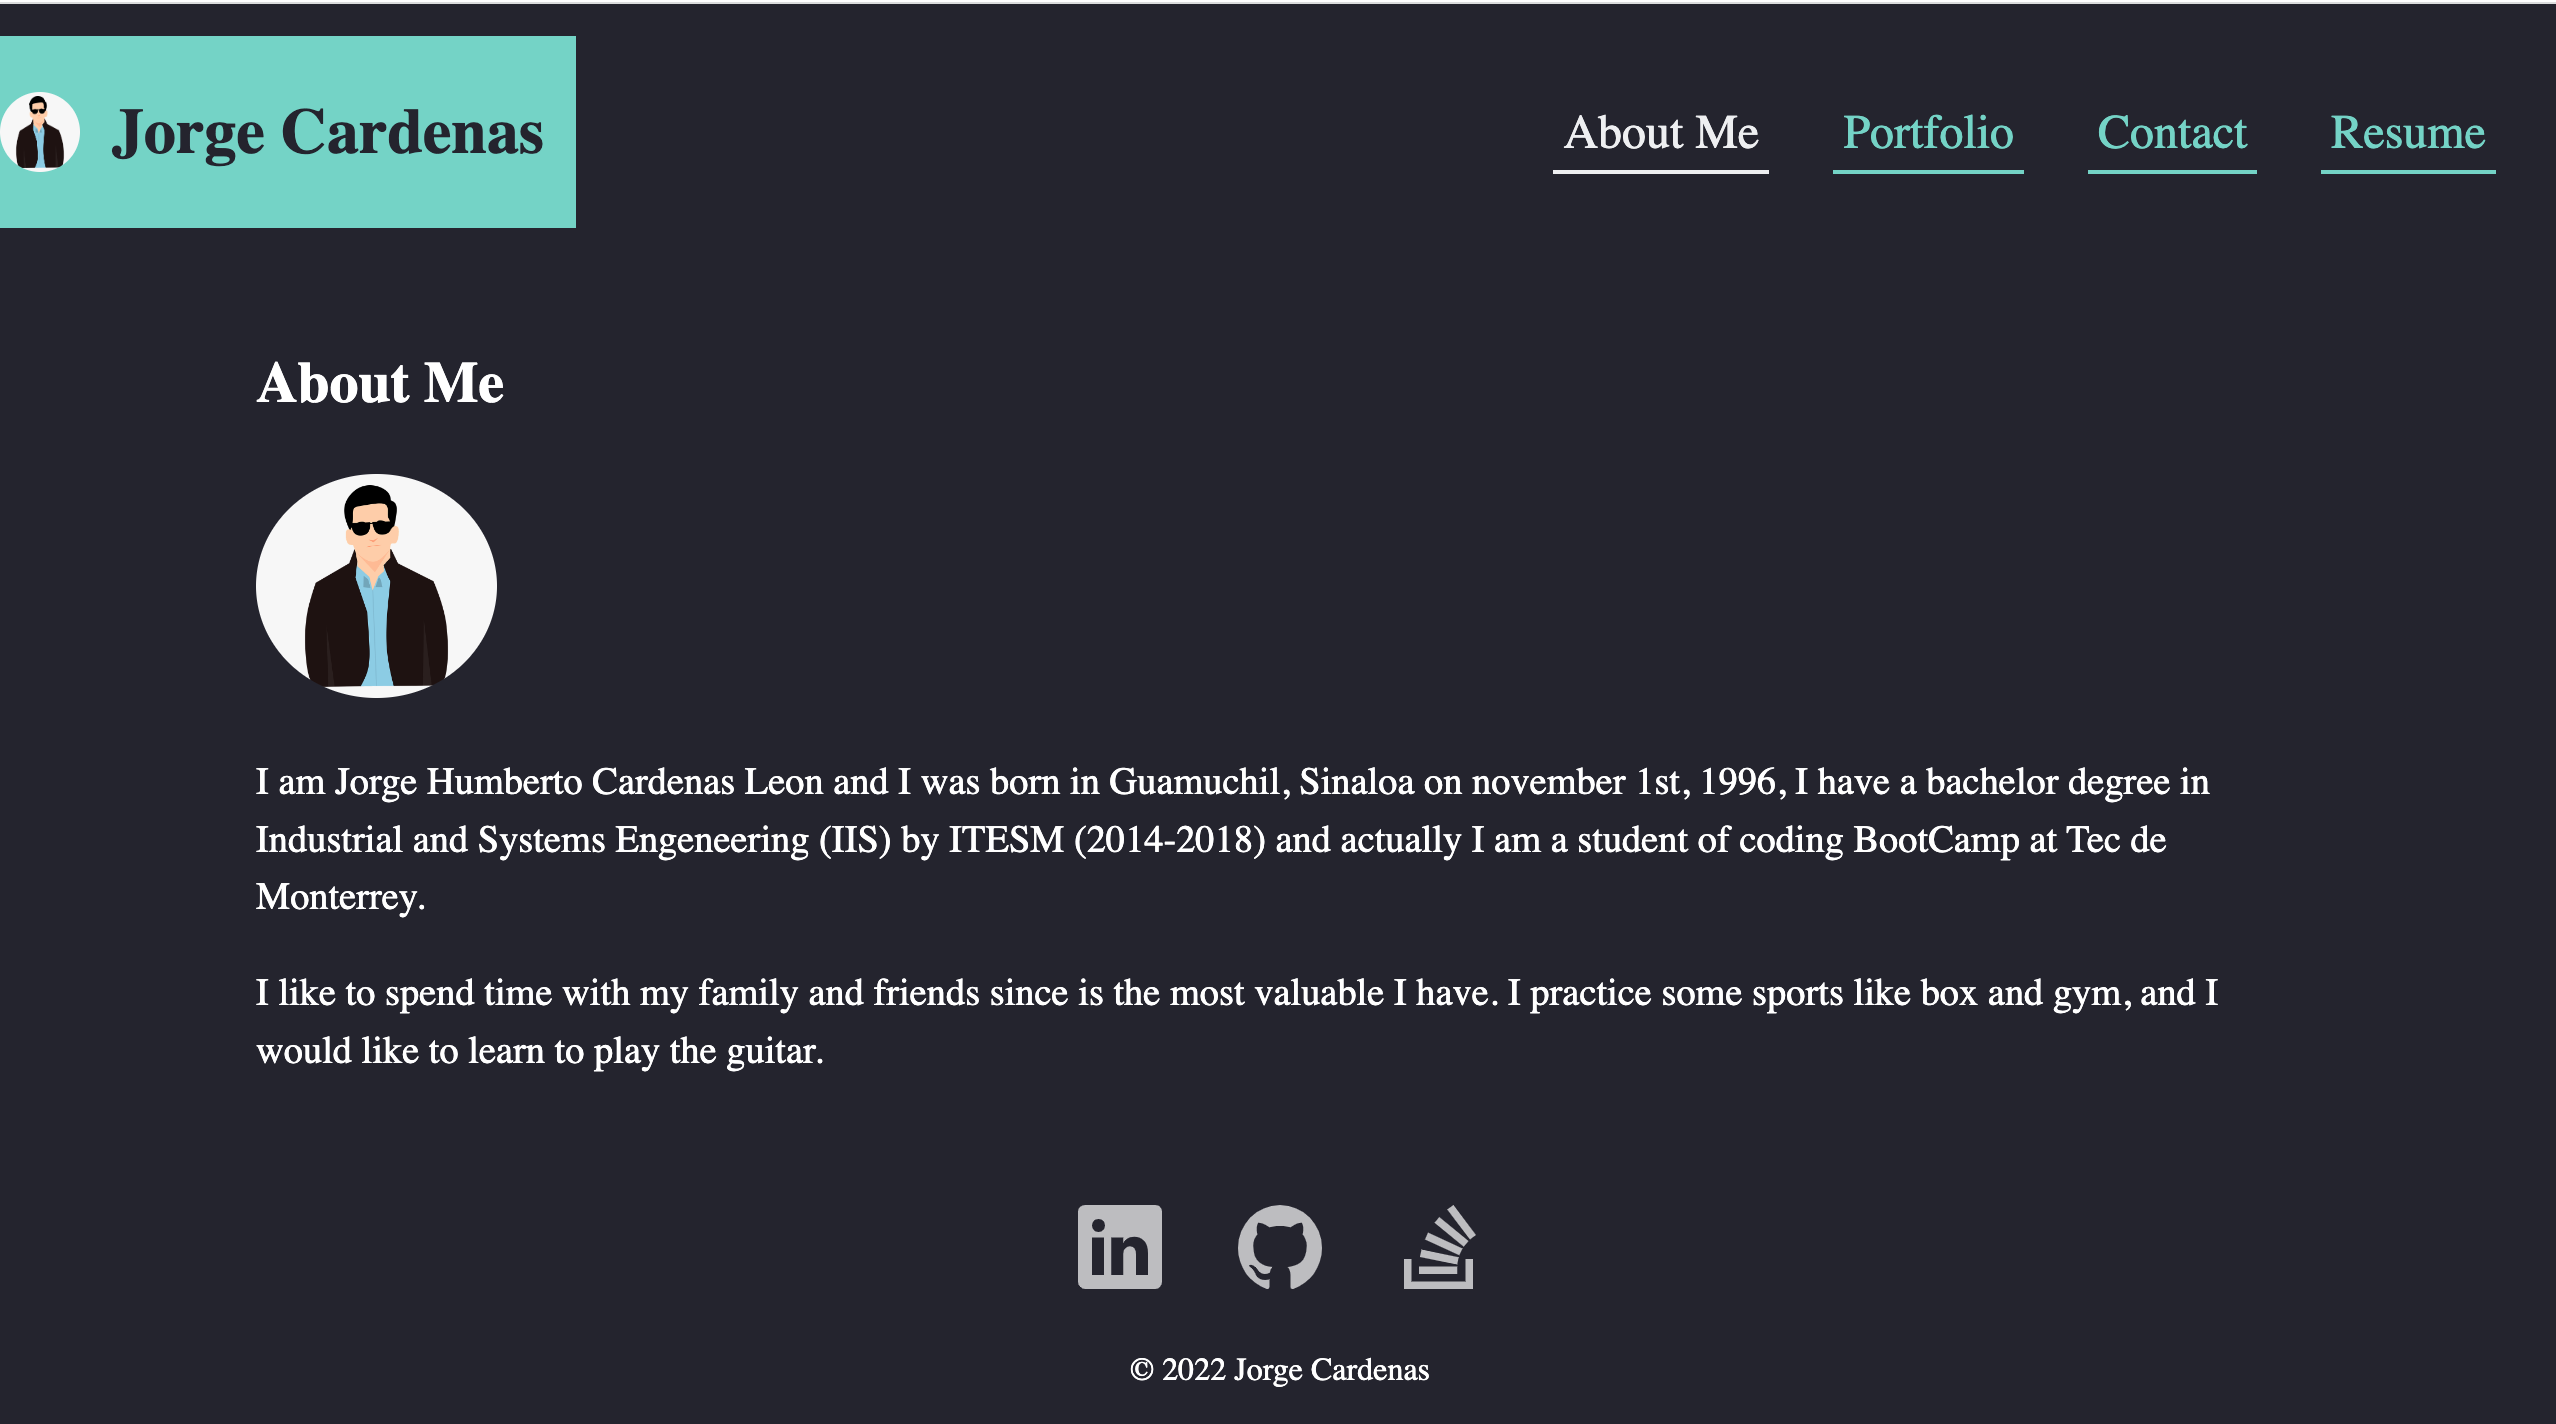 Jorge Cardenas
About Me
Portfolio
Contact
Resume
About Me
I am Jorge Humberto Cardenas Leon and I was born in Guamuchil, Sinaloa on november 1st, 1996, I have a bachelor degree in
Industrial and Systems Engeneering (IIS) by ITESM (2014-2018) and actually I am a student of coding BootCamp at Tec de
Monterrey.
I like to spend time with my family and friends since is the most valuable I have. I practice some sports like box and gym, and I
would like to learn to play the guitar.
in
© 2022 Jorge Cardenas